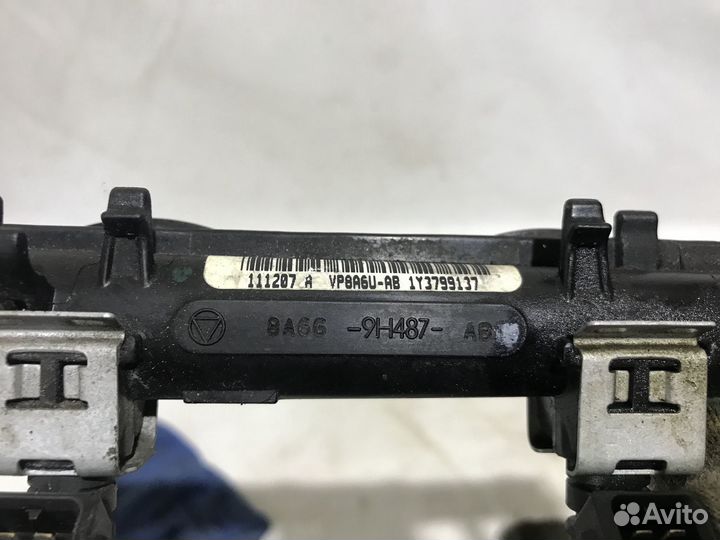 111207 A VP8A6U-AB 1Y3799137
8A6G -9H487- AB
Avito